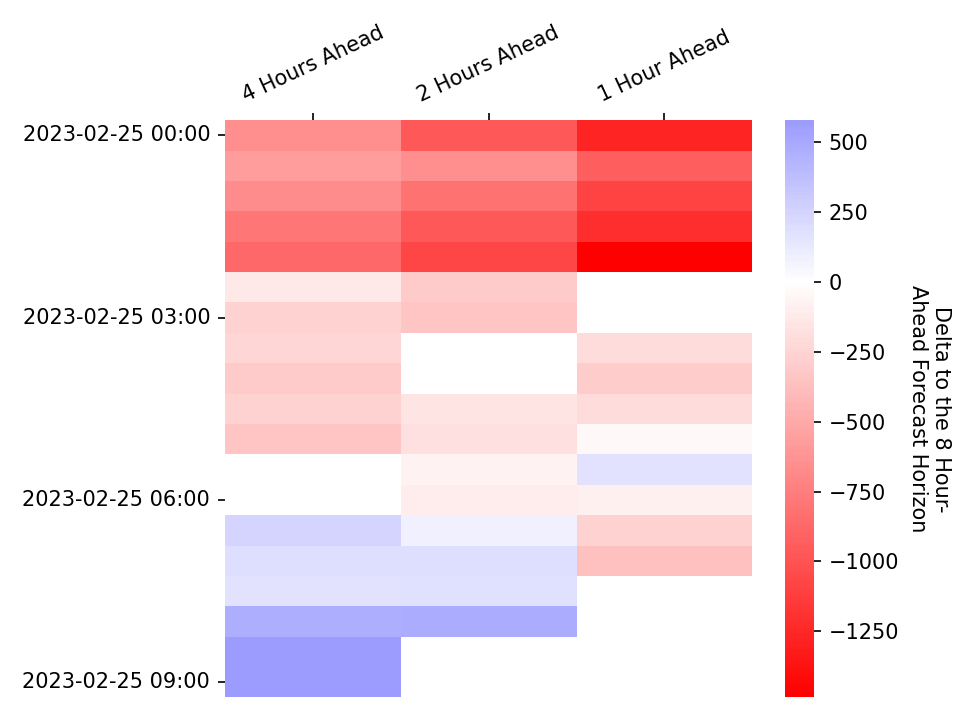 4 Hours Ahead
2 Hours Ahead
1 Hour Ahead
2023-02-25 00:00
2023-02-25 03:00
2023-02-25 06:00
2023-02-25 09:00
500
250
0
−250
−500
−750
−1000
−1250
Delta to the 8 Hour-
Ahead Forecast Horizon